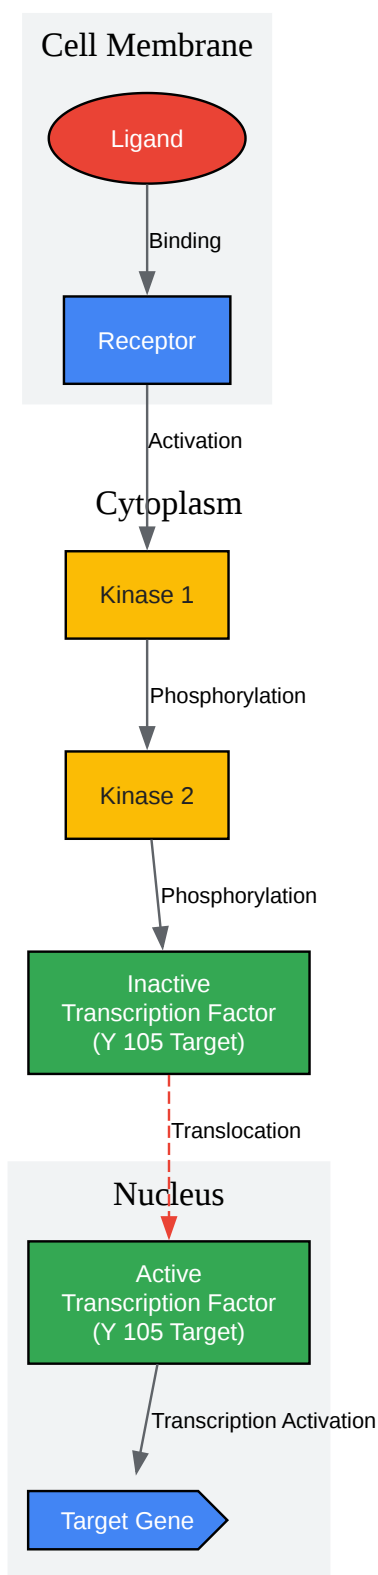 Cell Membrane
Ligand
Binding
Receptor
Activation
Cytoplasm
Kinase 1
Phosphorylation
Kinase 2
Phosphorylation
Inactive
Transcription Factor
(Y 105 Target)
Translocation
Nucleus
Active
Transcription Factor
(Y 105 Target)
Transcription Activation
Target Gene